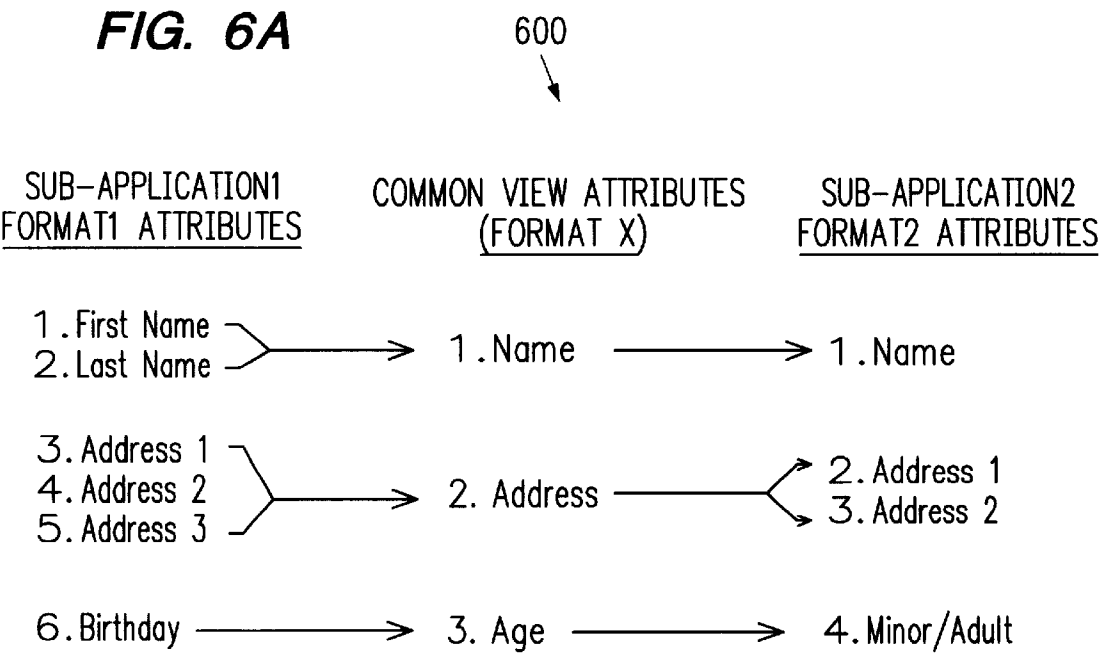 FIG. 6A
600
SUB-APPLICATION1
FORMAT1 ATTRIBUTES
COMMON VIEW ATTRIBUTES
(FORMAT X)
SUB-APPLICATION2
FORMAT2 ATTRIBUTES
1. First Name
2. Last Name
1. Name
1. Name
3. Address 1
4. Address 2
5. Address 3
2. Address
2. Address 1
3. Address 2
6. Birthday
3. Age
4. Minor/Adult